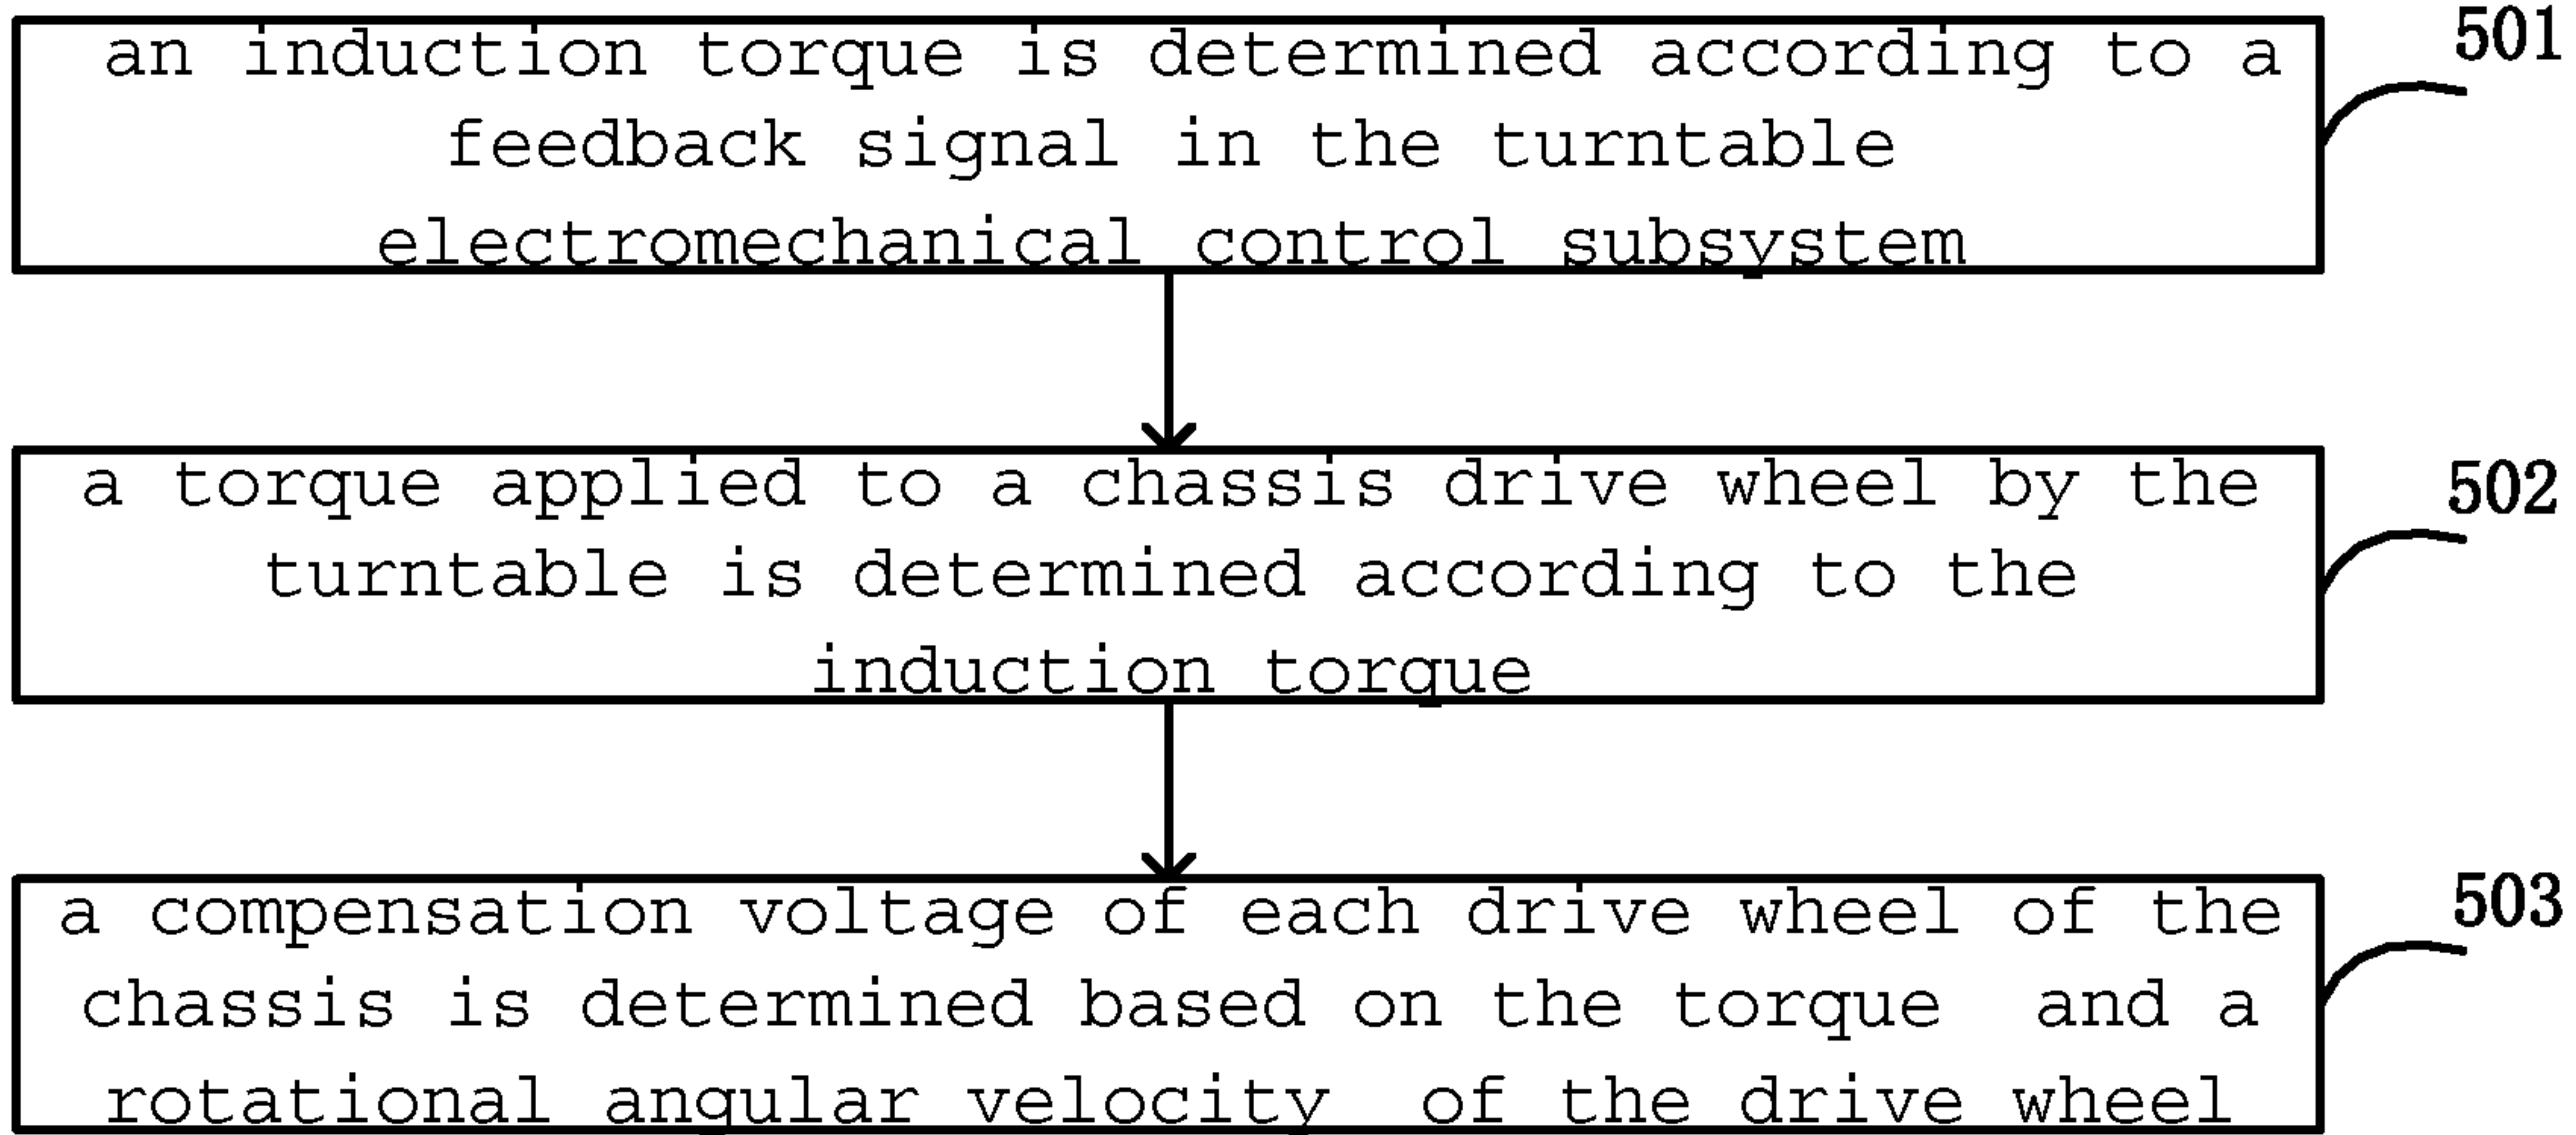 an induction torque is determined according to a
feedback signal in the turntable
electromechanical control subsystem
501
a torque applied to a chassis drive wheel by the
turntable is determined according to the
induction torque
502
a compensation voltage of each drive wheel of the
chassis is determined based on the torque and a
rotational angular velocity of the drive wheel
503